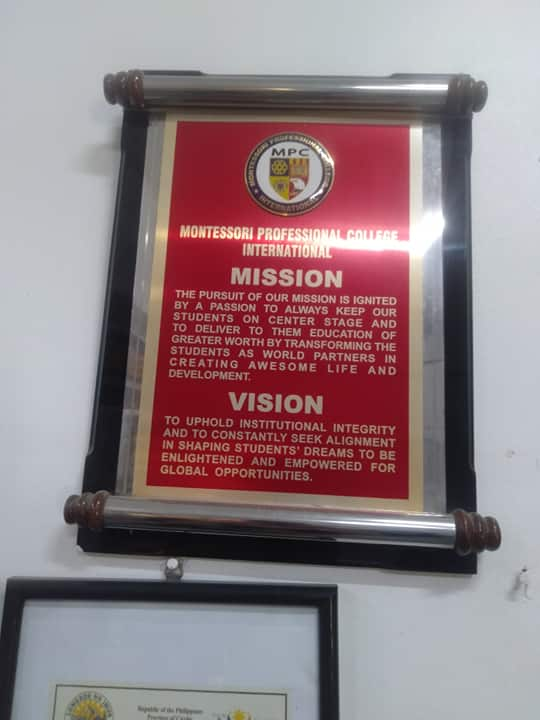 MONTESSORI PROFESSIONAL COLLEGE
MPC
INTERNATIONAL
MONTESSORI PROFESSIONAL COLLEGE
INTERNATIONAL
MISSION
THE PURSUIT OF OUR MISSION IS IGNITED
BY A PASSION TO ALWAYS KEEP OUR
STUDENTS ON CENTER STAGE AND
TO DELIVER TO THEM EDUCATION OF
GREATER WORTH BY TRANSFORMING THE
STUDENTS AS WORLD PARTNERS IN
CREATING AWESOME LIFE AND
DEVELOPMENT.
VISION
TO UPHOLD INSTITUTIONAL INTEGRITY
AND TO CONSTANTLY SEEK ALIGNMENT
IN SHAPING STUDENTS' DREAMS TO BE
ENLIGHTENED AND EMPOWERED FOR
GLOBAL OPPORTUNITIES.
Republic of the Philippines
Province of Cavite